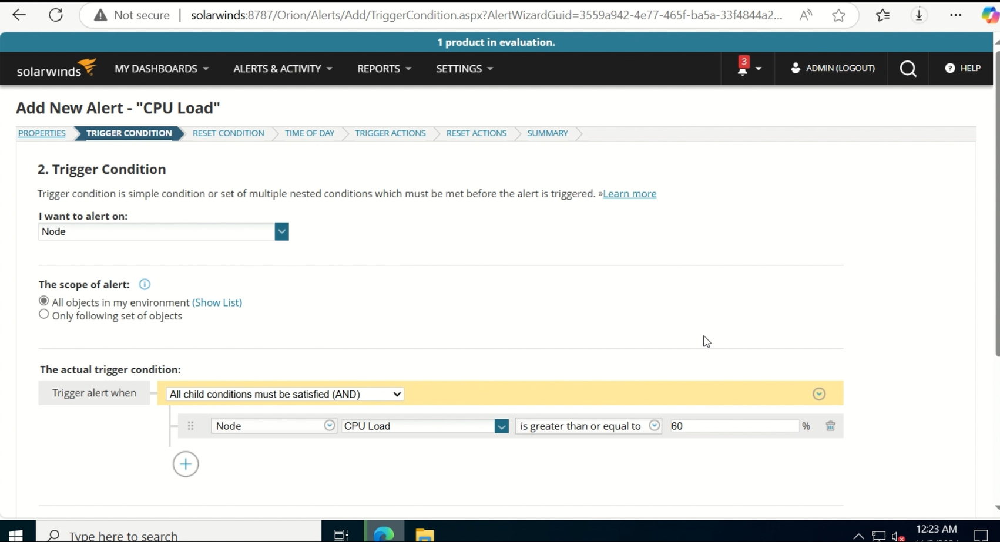 Not secure | solarwinds:8787/Orion/Alerts/Add/TriggerCondition.aspx?AlertWizardGuid=3559a942-4e77-465f-ba5a-33f4844a2...
1 product in evaluation.
solarwinds MY DASHBOARDS ALERTS & ACTIVITY REPORTS SETTINGS 3 ADMIN (LOGOUT) ? HELP
Add New Alert - "CPU Load"
PROPERTIES TRIGGER CONDITION RESET CONDITION TIME OF DAY TRIGGER ACTIONS RESET ACTIONS SUMMARY
2. Trigger Condition
Trigger condition is simple condition or set of multiple nested conditions which must be met before the alert is triggered. »Learn more
I want to alert on:
Node
The scope of alert:
All objects in my environment (Show List)
Only following set of objects
The actual trigger condition:
Trigger alert when All child conditions must be satisfied (AND)
Node CPU Load is greater than or equal to 60 %
Type here to search 12:23 AM